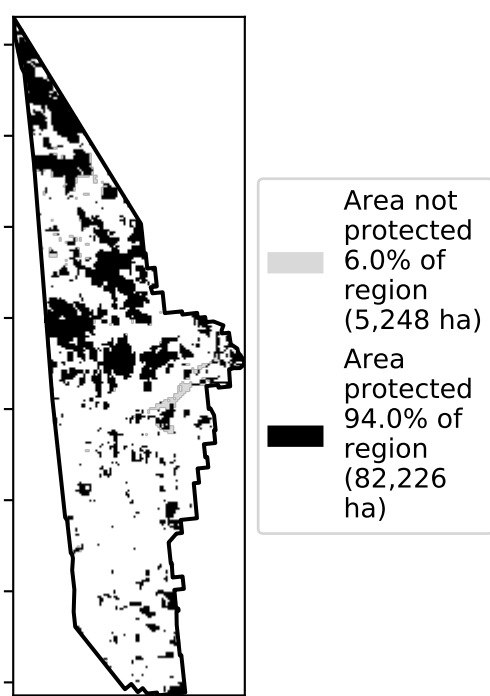 Area not
protected
6.0% of
region
(5,248 ha)
Area
protected
94.0% of
region
(82,226
ha)